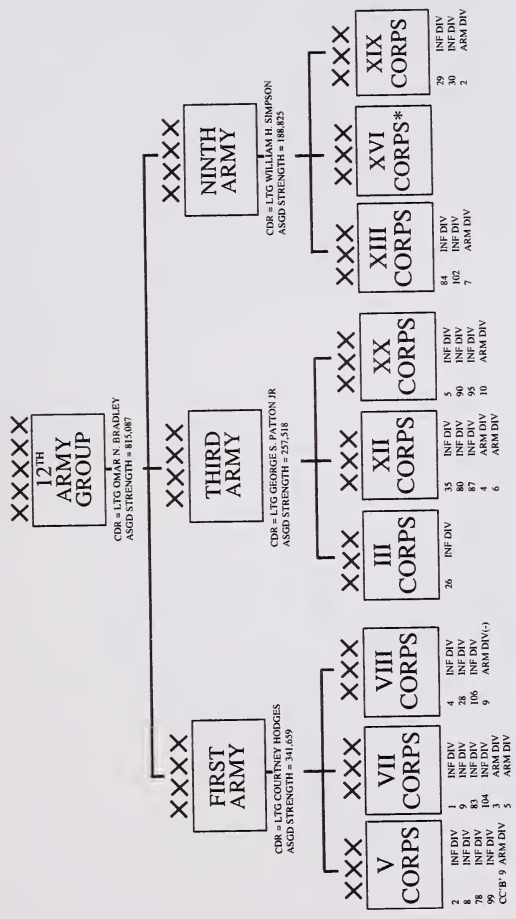 XXXXX
12TH
ARMY
GROUP
CDR = LTG OMAR N. BRADLEY
ASGD STRENGTH = 815,087
XXXX
FIRST
ARMY
CDR = LTG COURTNEY HODGES
ASGD STRENGTH = 341,659
XXXX
THIRD
ARMY
CDR = LTG GEORGE S. PATTON JR
ASGD STRENGTH = 257,518
XXXX
NINTH
ARMY
CDR = LTG WILLIAM H. SIMPSON
ASGD STRENGTH = 188,825
XXX
V
CORPS
2 INF DIV
8 INF DIV
78 INF DIV
99 INF DIV
CC'B' 9 ARM DIV
XXX
VII
CORPS
1 INF DIV
9 INF DIV
83 INF DIV
104 INF DIV
3 ARM DIV
5 ARM DIV
XXX
VIII
CORPS
4 INF DIV
28 INF DIV
106 INF DIV
9 ARM DIV(-)
XXX
III
CORPS
26 INF DIV
XXX
XII
CORPS
35 INF DIV
80 INF DIV
87 INF DIV
4 ARM DIV
6 ARM DIV
XXX
XX
CORPS
5 INF DIV
90 INF DIV
95 INF DIV
10 ARM DIV
XXX
XIII
CORPS
84 INF DIV
102 INF DIV
7 ARM DIV
XXX
XVI
CORPS*
XXX
XIX
CORPS
29 INF DIV
30 INF DIV
2 ARM DIV